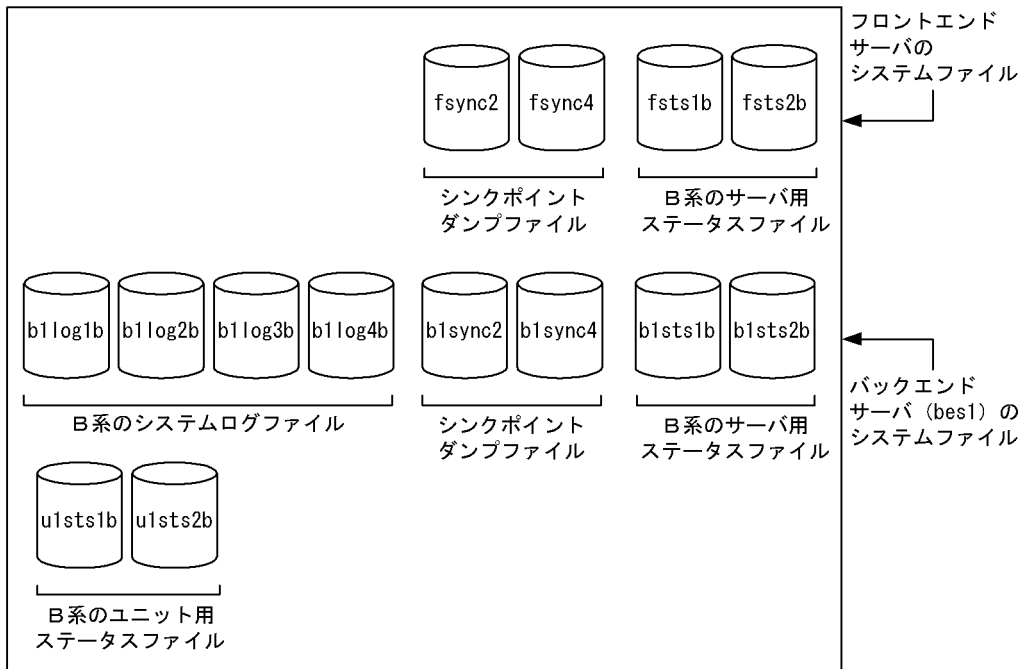 フロントエンド
サーバの
システムファイル
fsync2 fsync4 fsts1b fsts2b
シンクポイント
ダンプファイル
B系のサーバ用
ステータスファイル
b1log1b b1log2b b1log3b b1log4b b1sync2 b1sync4 b1sts1b b1sts2b
B系のシステムログファイル
シンクポイント
ダンプファイル
B系のサーバ用
ステータスファイル
バックエンド
サーバ（bes1）の
システムファイル
u1sts1b u1sts2b
B系のユニット用
ステータスファイル